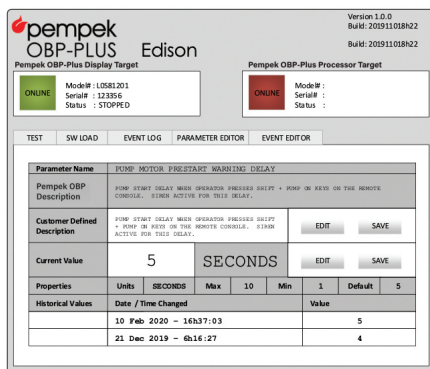 pempek
OBP-PLUS Edison
Version 1.0.0
Build: 201911018h22
Build: 201911018h22
Pempek OBP-Plus Display Target
Pempek OBP-Plus Processor Target
ONLINE
Model# : L0581201
Serial# : 123356
Status : STOPPED
ONLINE
Model# :
Serial# :
Status :
TEST SW LOAD EVENT LOG PARAMETER EDITOR EVENT EDITOR
Parameter Name PUMP MOTOR PRESTART WARNING DELAY
Pempek OBP
Description
PUMP START DELAY WHEN OPERATOR PRESSES SHIFT + PUMP ON KEYS ON THE REMOTE
CONSOLE. SIREN ACTIVE FOR THIS DELAY.
Customer Defined
Description
PUMP START DELAY WHEN OPERATOR PRESSES SHIFT
+ PUMP ON KEYS ON THE REMOTE CONSOLE. SIREN
ACTIVE FOR THIS DELAY.
EDIT SAVE
Current Value 5 SECONDS EDIT SAVE
Properties Units SECONDS Max 10 Min 1 Default 5
Historical Values Date / Time Changed Value
10 Feb 2020 – 16h37:03 5
21 Dec 2019 – 6h16:27 4